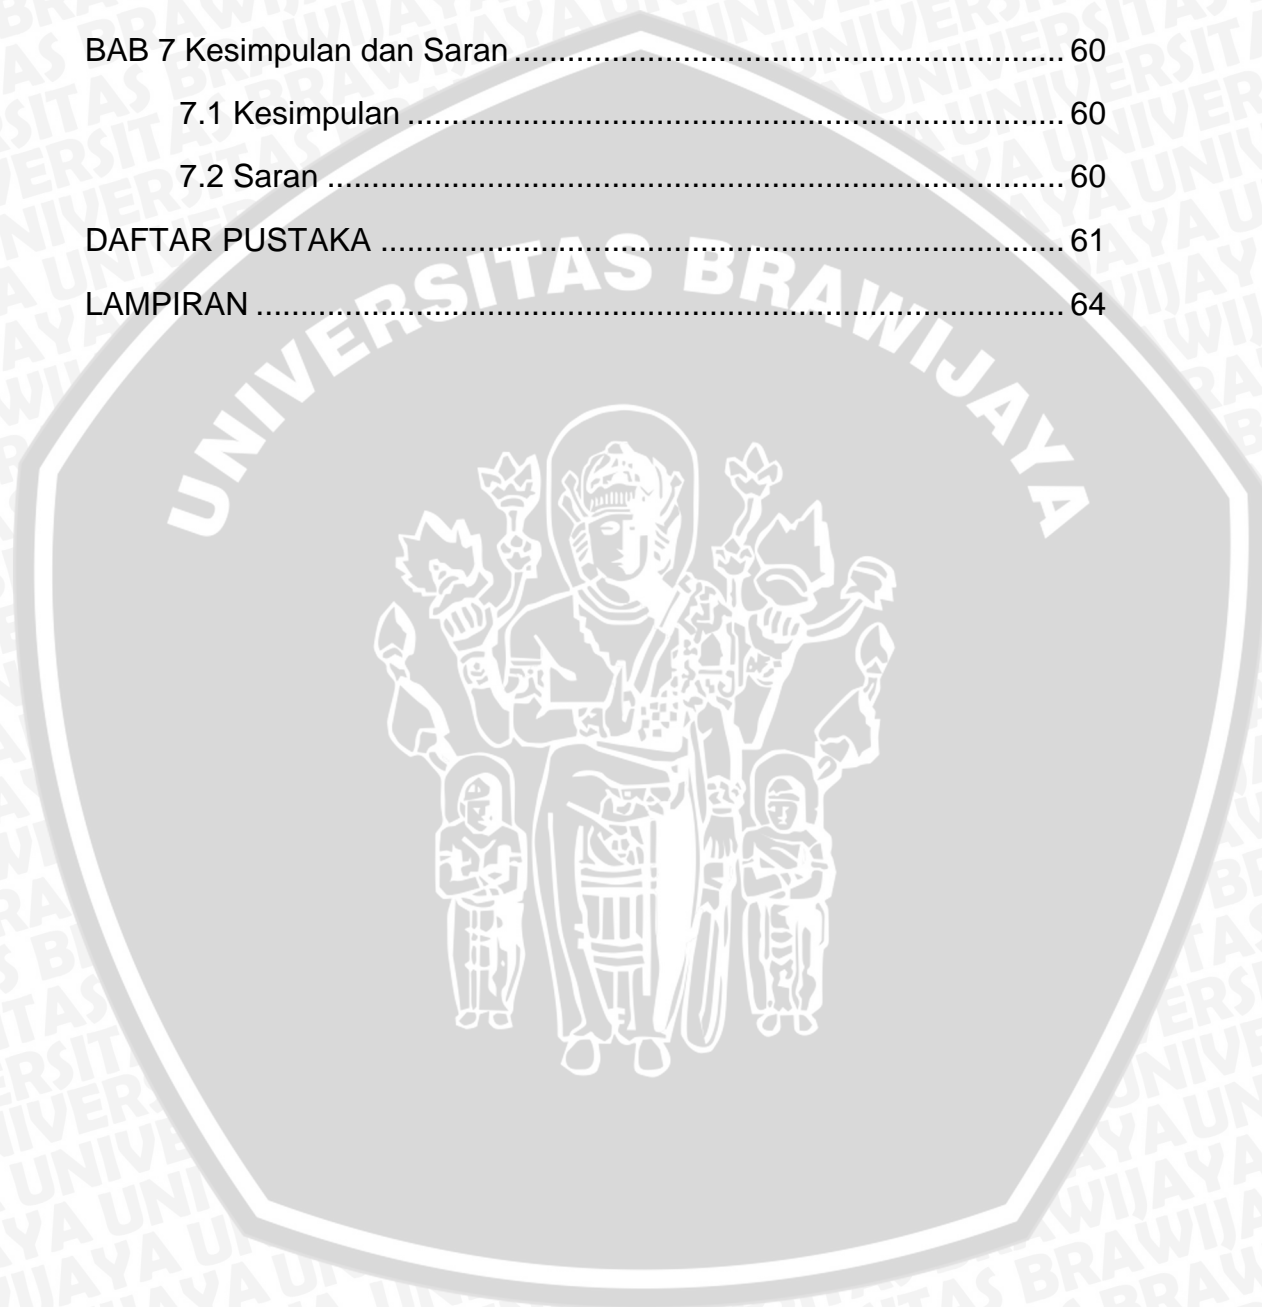 BAB 7 Kesimpulan dan Saran ............................................................... 60
7.1 Kesimpulan ........................................................................... 60
7.2 Saran .................................................................................... 60
DAFTAR PUSTAKA .............................................................................. 61
LAMPIRAN ............................................................................................ 64
UNIVERSITAS BRAWIJAYA